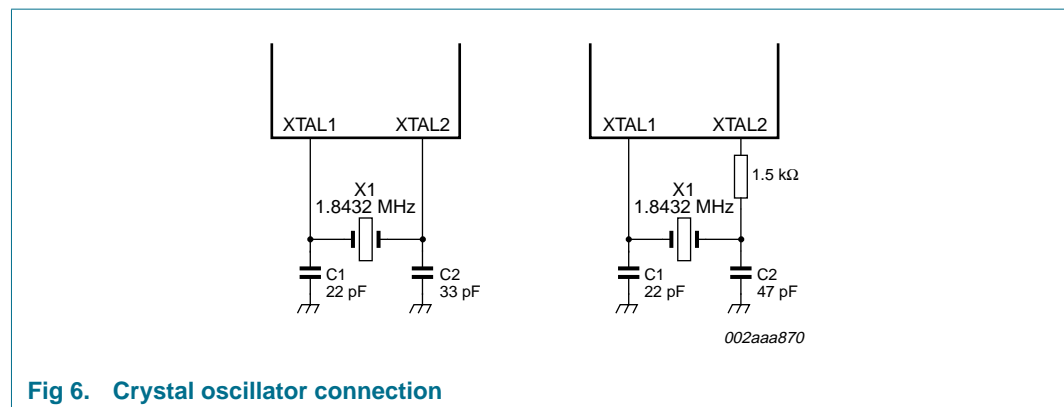 XTAL1 XTAL2
X1
1.8432 MHz
C1
22 pF
C2
33 pF
XTAL1 XTAL2
1.5 kΩ
X1
1.8432 MHz
C1
22 pF
C2
47 pF
002aaa870
Fig 6. Crystal oscillator connection